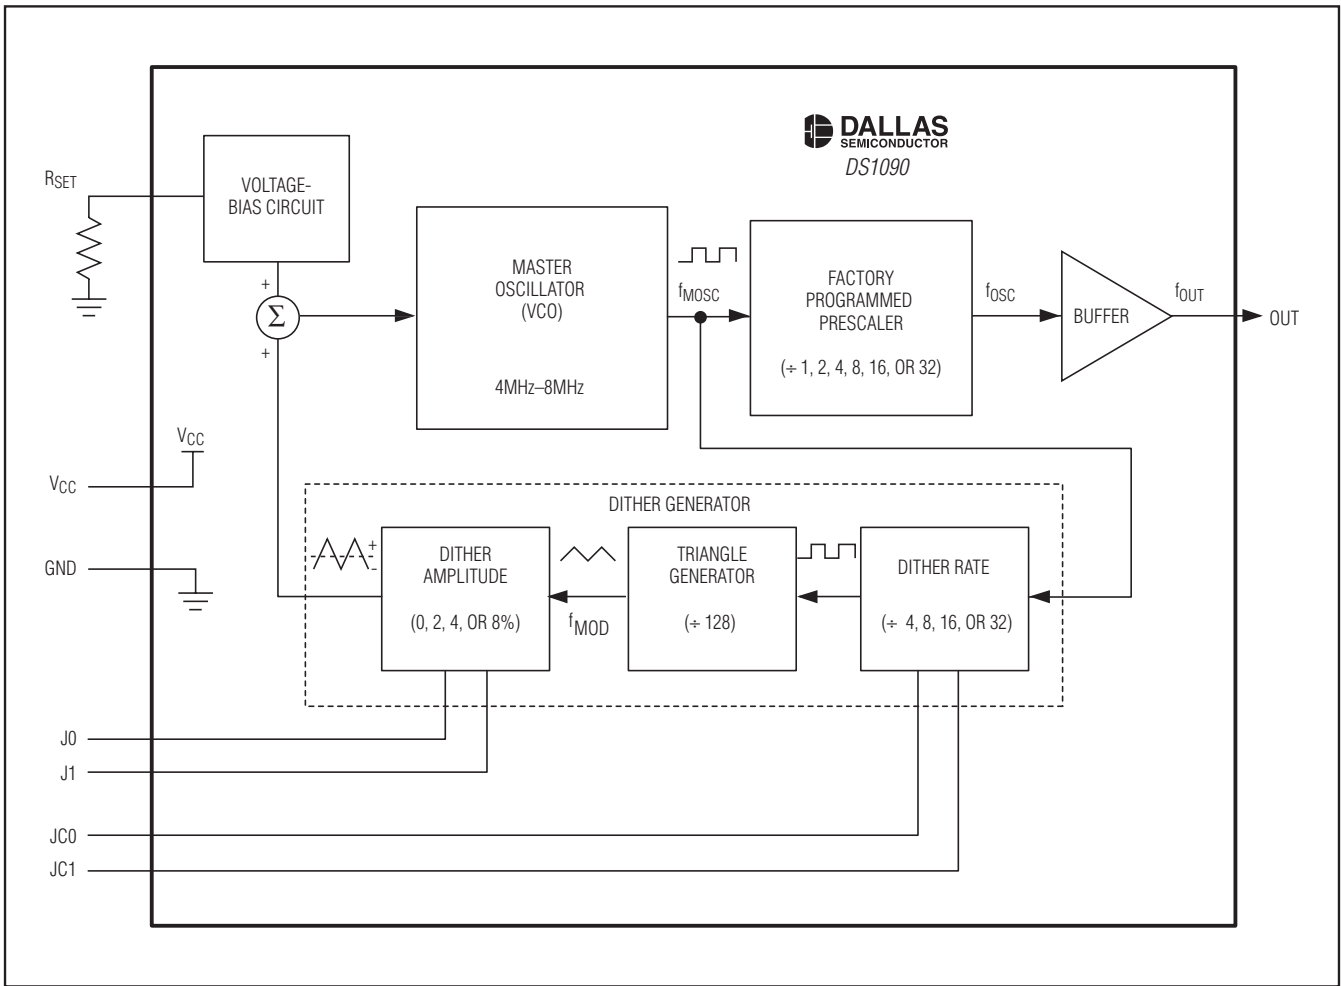 DALLAS
SEMICONDUCTOR
DS1090
RSET
VOLTAGE-
BIAS CIRCUIT
+
Σ
+
MASTER
OSCILLATOR
(VCO)
4MHz–8MHz
fMOSC
FACTORY
PROGRAMMED
PRESCALER
(÷ 1, 2, 4, 8, 16, OR 32)
fOSC
BUFFER
fOUT
OUT
VCC
VCC
GND
DITHER GENERATOR
+
-
DITHER
AMPLITUDE
(0, 2, 4, OR 8%)
fMOD
TRIANGLE
GENERATOR
(÷ 128)
DITHER RATE
(÷ 4, 8, 16, OR 32)
J0
J1
JC0
JC1